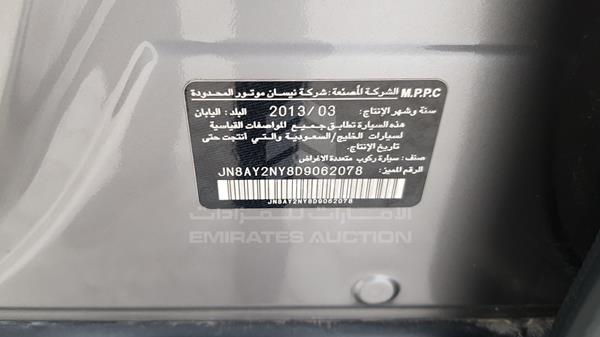 M.P.P.C الشركة المصنعة: شركة نيسان موتور المحدودة
سنة وشهر الإنتاج: 2013/03 البلد: اليابان
هذه السيارة تطابق جميع المواصفات القياسية
لسيارات الخليج/السعودية والتي أنتجت حتى
تاريخ الإنتاج.
صنف: سيارة ركوب متعددة الاغراض
الرقم المميز: JN8AY2NY8D9062078
JN8AY2NY8D9062078
الإمارات للمزادات
EMIRATES AUCTION